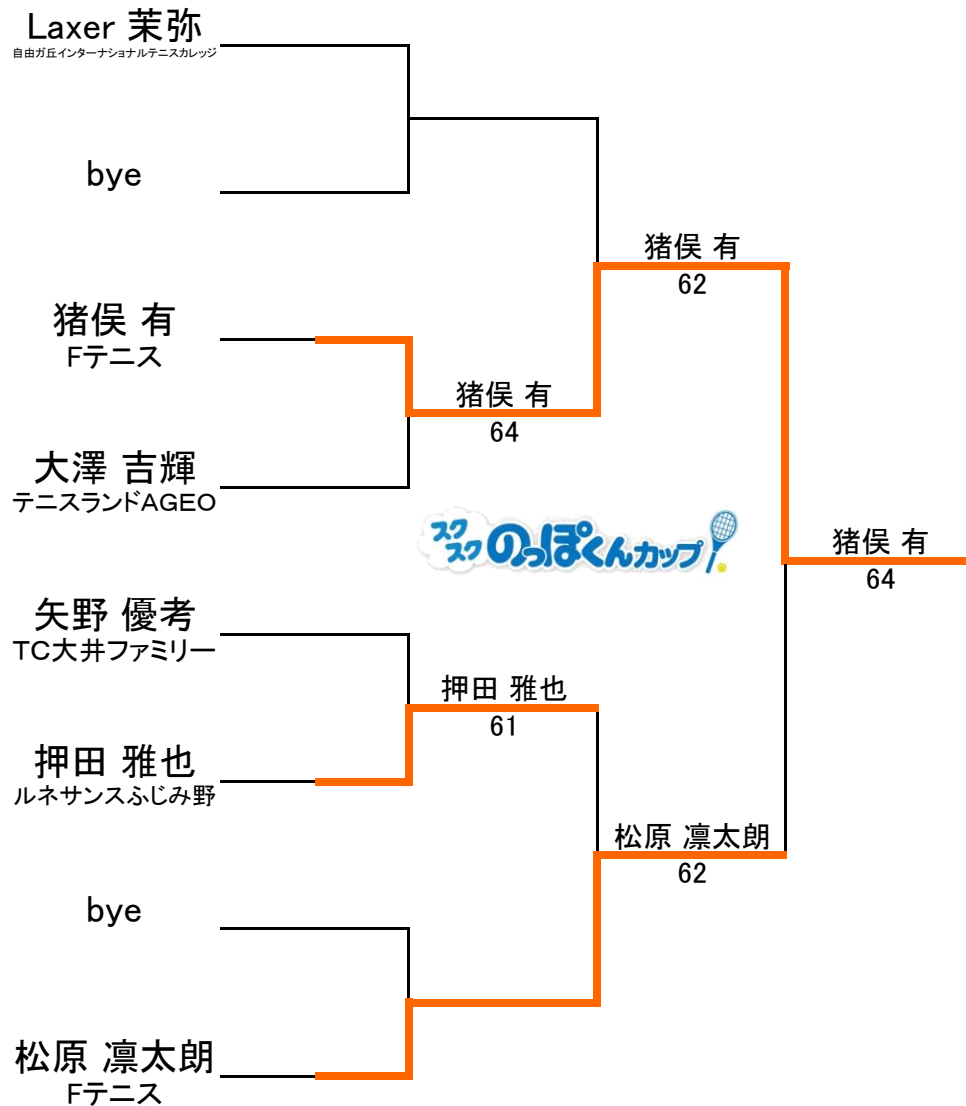 Laxer 茉弥
自由ガ丘インターナショナルテニスカレッジ
bye
猪俣 有
62
猪俣 有
Fテニス
猪俣 有
64
大澤 吉輝
テニスランドAGEO
スク
スク のっぽくんカップ
猪俣 有
64
矢野 優考
TC大井ファミリー
押田 雅也
61
押田 雅也
ルネサンスふじみ野
松原 凛太朗
62
bye
松原 凛太朗
Fテニス